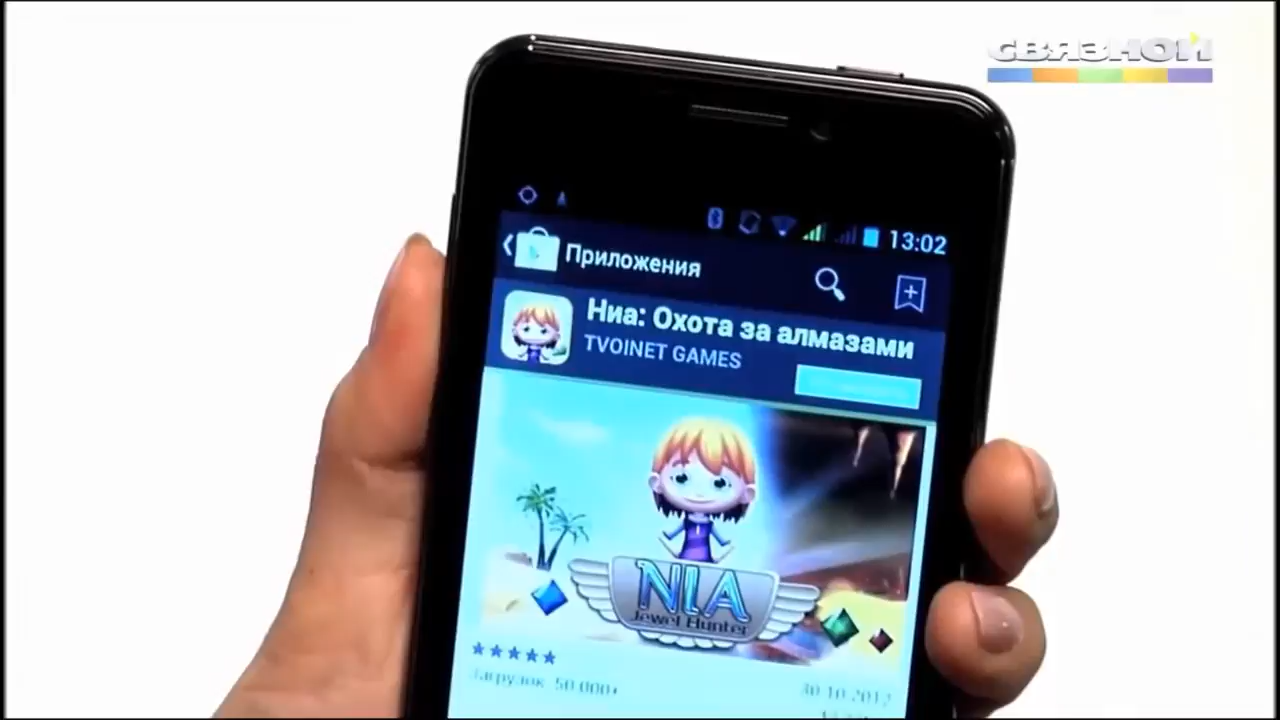 СВЯЗНОЙ
13:02
Приложения
Ниа: Охота за алмазами
TVOINET GAMES
NIA
Jewel Hunter
Загрузок: 50 000+
30.10.2012